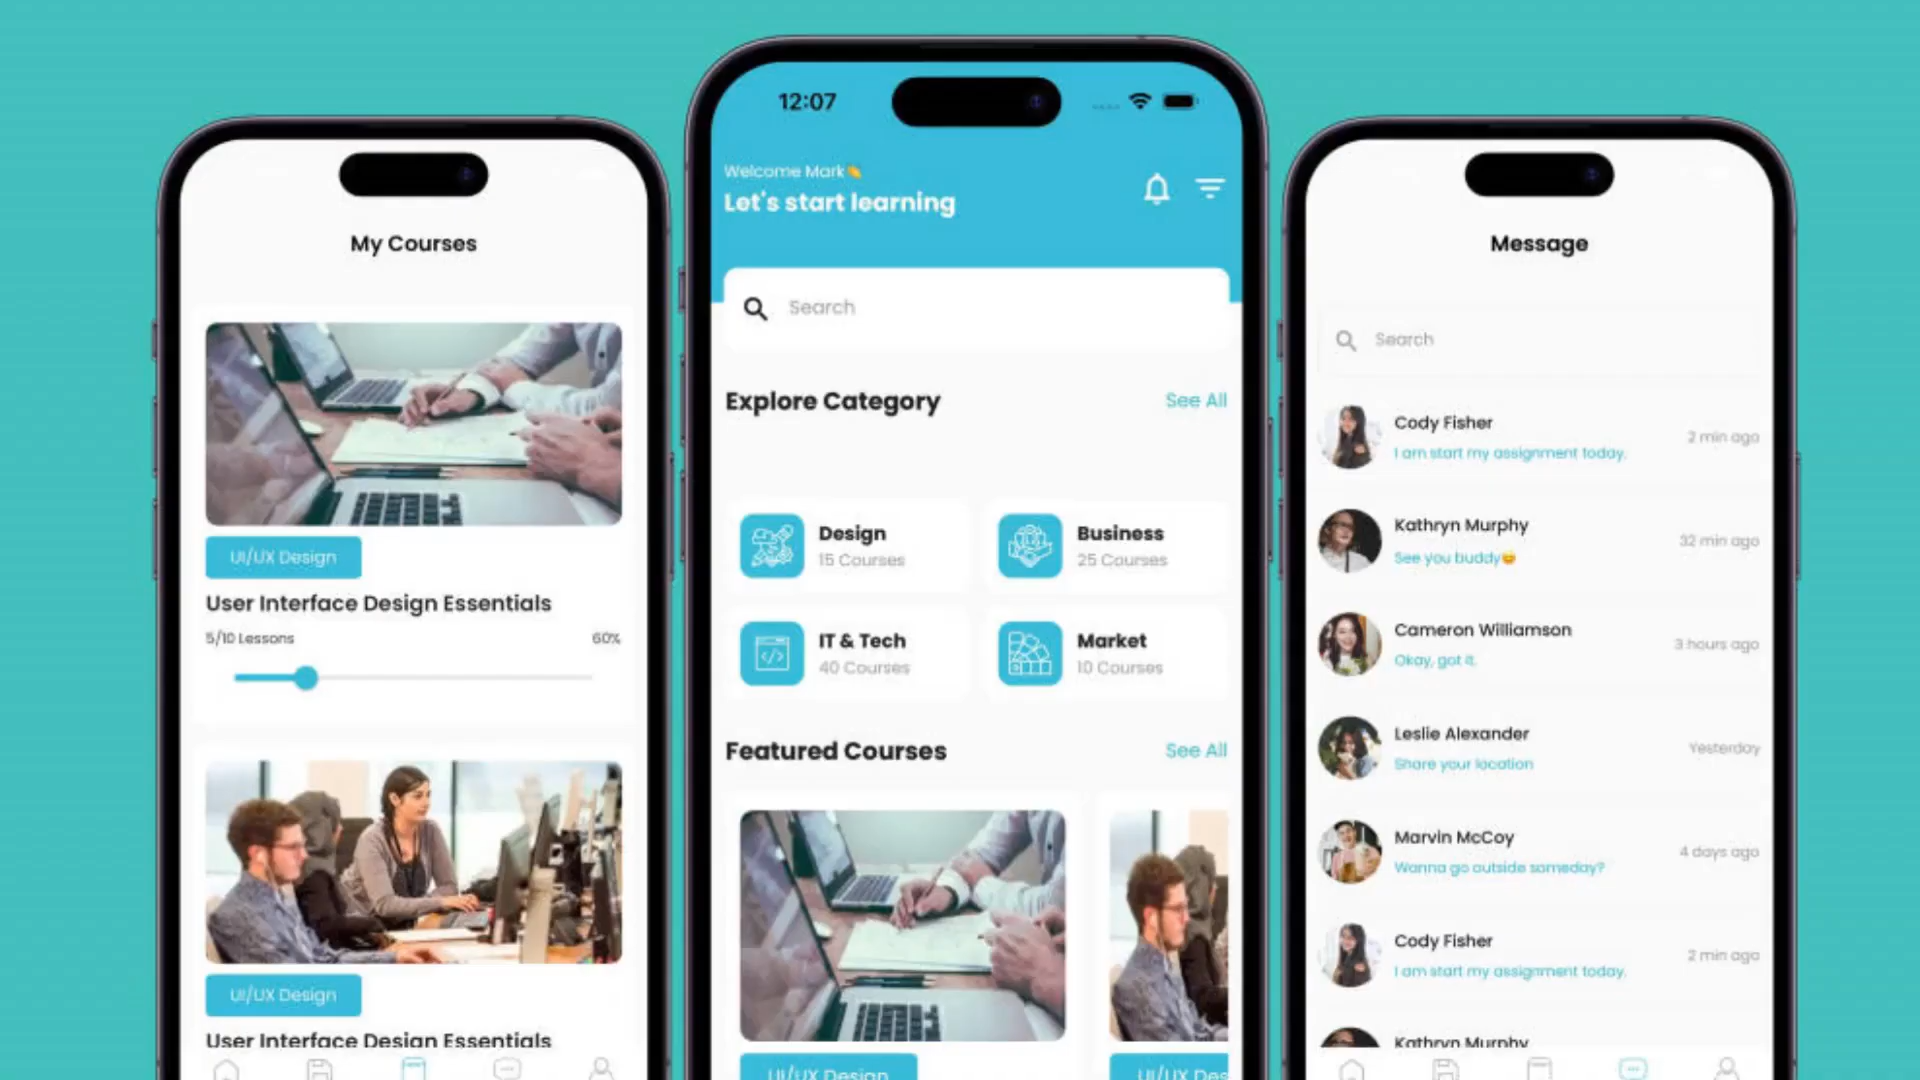 My Courses
UI/UX Design
User Interface Design Essentials
5/10 Lessons
60%
UI/UX Design
User Interface Design Essentials
12:07
Welcome Mark
Let's start learning
Search
Explore Category
See All
Design
15 Courses
Business
25 Courses
IT & Tech
40 Courses
Market
10 Courses
Featured Courses
See All
UI/UX Design
UI/UX Des
Message
Search
Cody Fisher
I am start my assignment today.
2 min ago
Kathryn Murphy
See you buddy😊
32 min ago
Cameron Williamson
Okay, got it.
3 hours ago
Leslie Alexander
Share your location
Yesterday
Marvin McCoy
Wanna go outside someday?
4 days ago
Cody Fisher
I am start my assignment today.
2 min ago
Kathryn Murphy